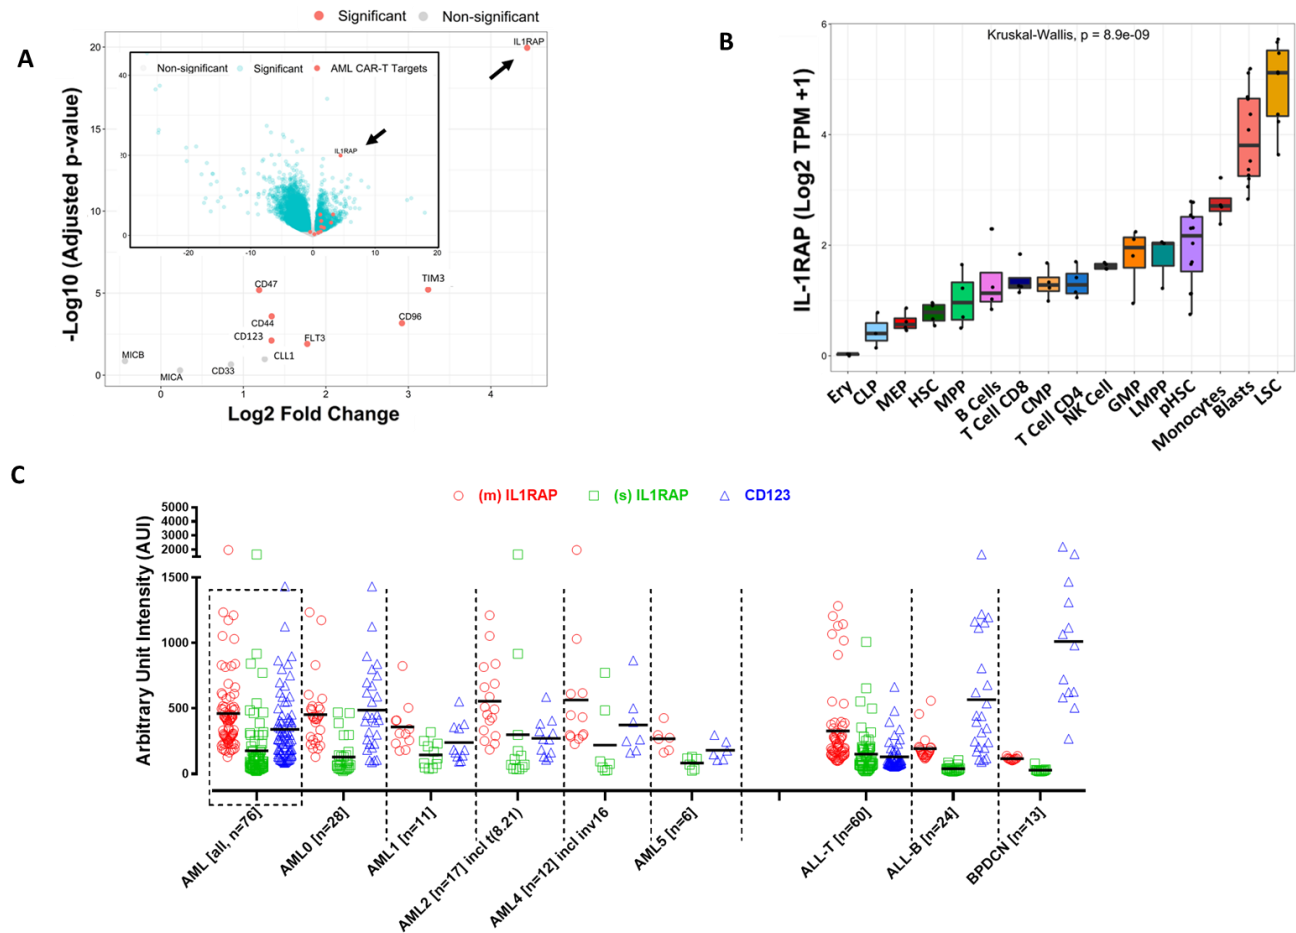 Significant Non-significant
A
-Log10 (Adjusted p-value)
20
15
10
5
0
IL1RAP
Non-significant Significant AML CAR-T Targets
40
20
0
IL1RAP
-20 -10 0 10 20
CD47
TIM3
CD44
CD96
CD123
FLT3
CLL1
MICB
CD33
MICA
0 1 2 3 4
Log2 Fold Change
B
IL-1RAP (Log2 TPM +1)
6
4
2
0
Kruskal-Wallis, p = 8.9e-09
Ery
CLP
MEP
HSC
MPP
B Cells
T Cell CD8
CMP
T Cell CD4
NK Cell
GMP
LMPP
pHSC
Monocytes
Blasts
LSC
C
(m) IL1RAP (s) IL1RAP CD123
Arbitrary Unit Intensity (AUI)
5000
4000
3000
2000
1500
1000
500
0
AML [all, n=76]
AML0 [n=28]
AML1 [n=11]
AML2 [n=17] incl t(8.21)
AML4 [n=12] incl inv16
AML5 [n=6]
ALL-T [n=60]
ALL-B [n=24]
BPDCN [n=13]